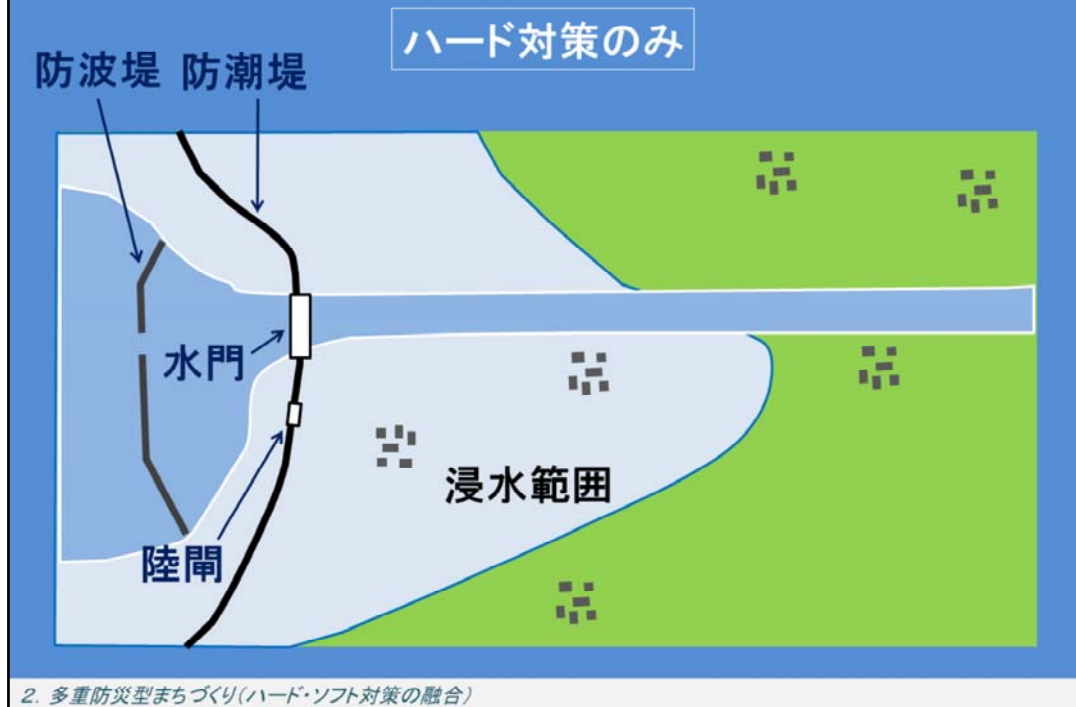 ハード対策のみ
防波堤
防潮堤
水門
浸水範囲
陸閘
2. 多重防災型まちづくり(ハード・ソフト対策の融合)